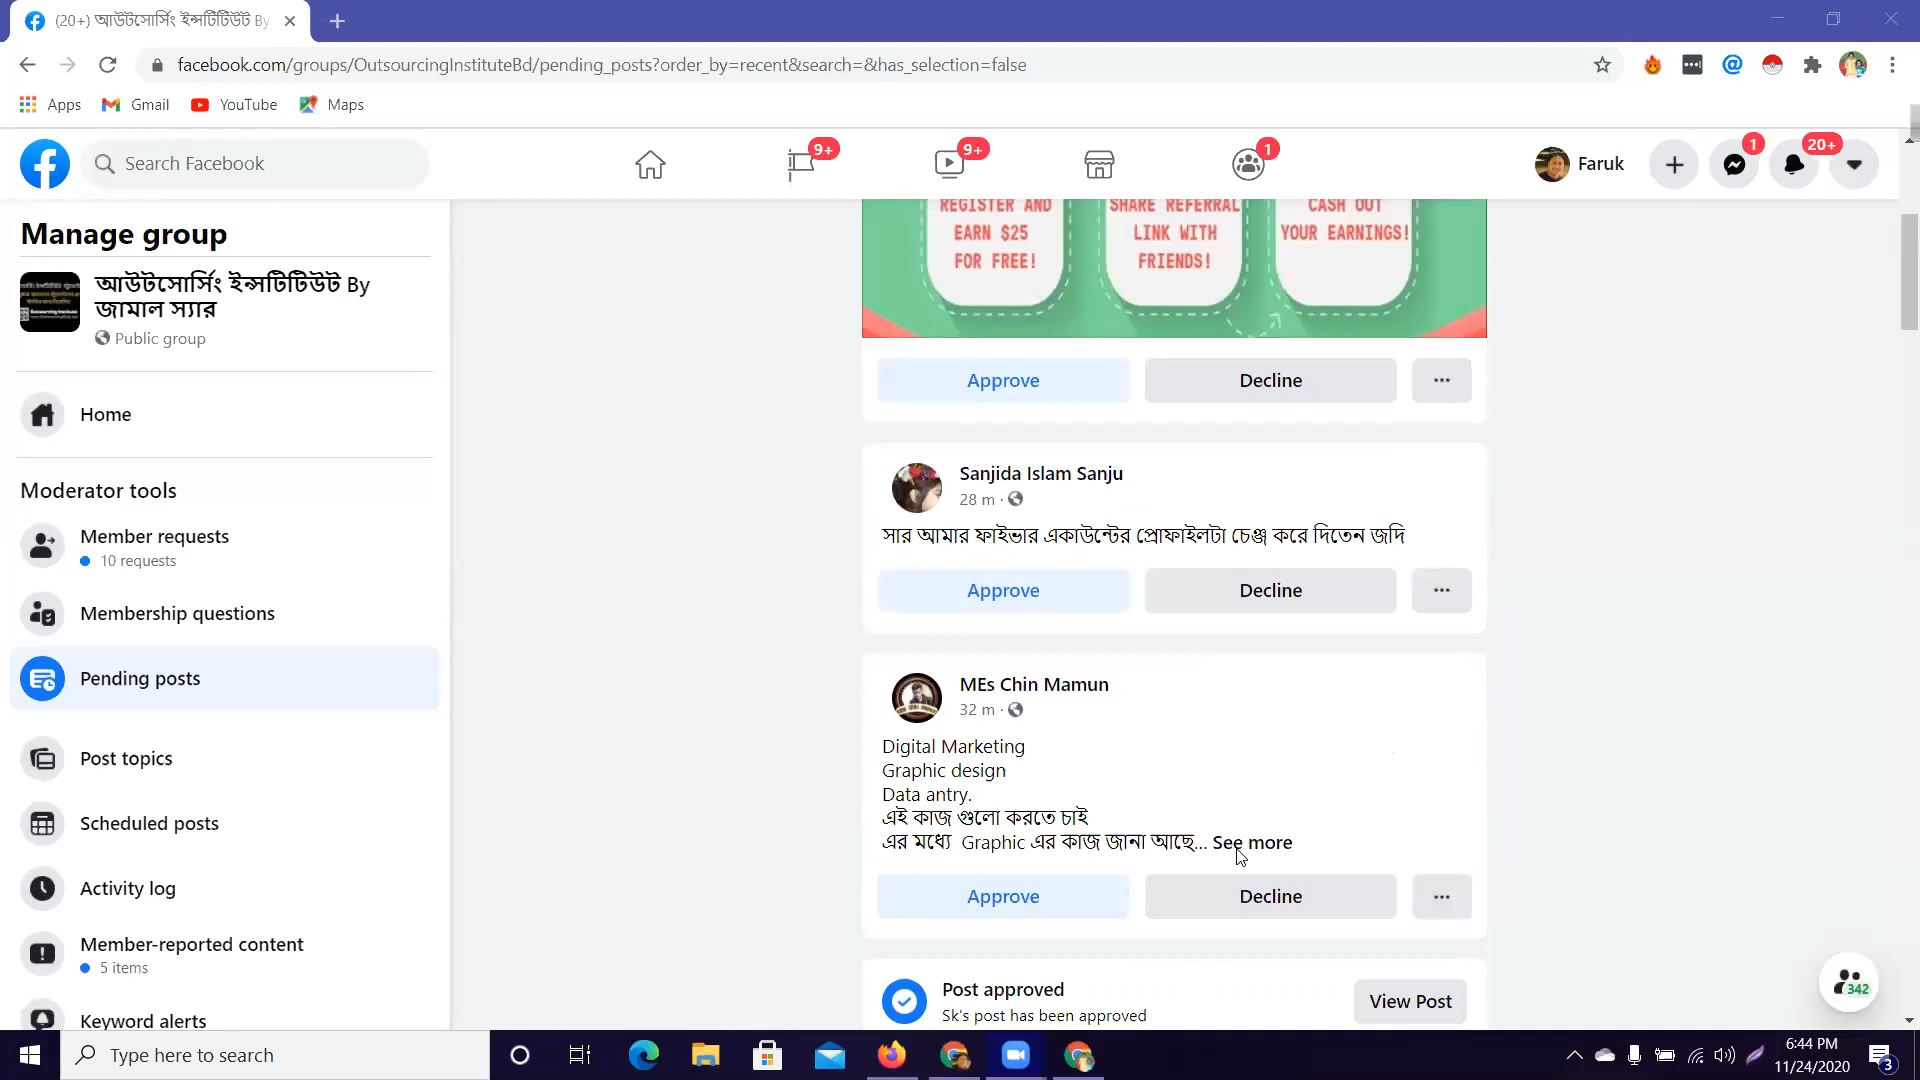 (20+) আউটসোর্সিং ইন্সটিটিউট By
facebook.com/groups/OutsourcingInstituteBd/pending_posts?order_by=recent&search=&has_selection=false
Apps
Gmail
YouTube
Maps
Search Facebook
9+
9+
1
Faruk
1
20+
Manage group
আউটসোর্সিং ইন্সটিটিউট By
জামাল স্যার
Public group
Home
Moderator tools
Member requests
10 requests
Membership questions
Pending posts
Post topics
Scheduled posts
Activity log
Member-reported content
5 items
Keyword alerts
REGISTER AND
EARN $25
FOR FREE!
SHARE REFERRAL
LINK WITH
FRIENDS!
CASH OUT
YOUR EARNINGS!
Approve
Decline
Sanjida Islam Sanju
28 m ·
সার আমার ফাইভার একাউন্টের প্রোফাইলটা চেঞ্জ করে দিতেন জদি
Approve
Decline
MEs Chin Mamun
32 m ·
Digital Marketing
Graphic design
Data antry.
এই কাজ গুলো করতে চাই
এর মধ্যে Graphic এর কাজ জানা আছে... See more
Approve
Decline
Post approved
Sk's post has been approved
View Post
342
Type here to search
6:44 PM
11/24/2020
3